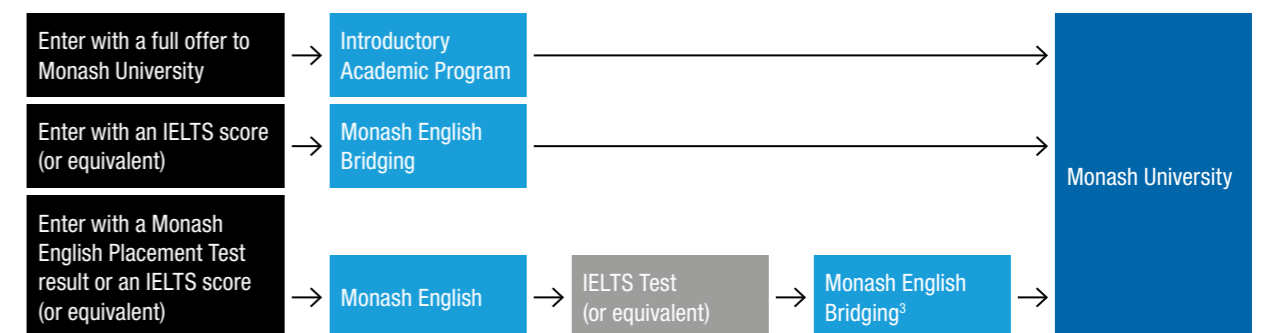 Enter with a full offer to
Monash University
Introductory
Academic Program
Enter with an IELTS score
(or equivalent)
Monash English
Bridging
Monash University
Enter with a Monash
English Placement Test
result or an IELTS score
(or equivalent)
Monash English
IELTS Test
(or equivalent)
Monash English
Bridging³